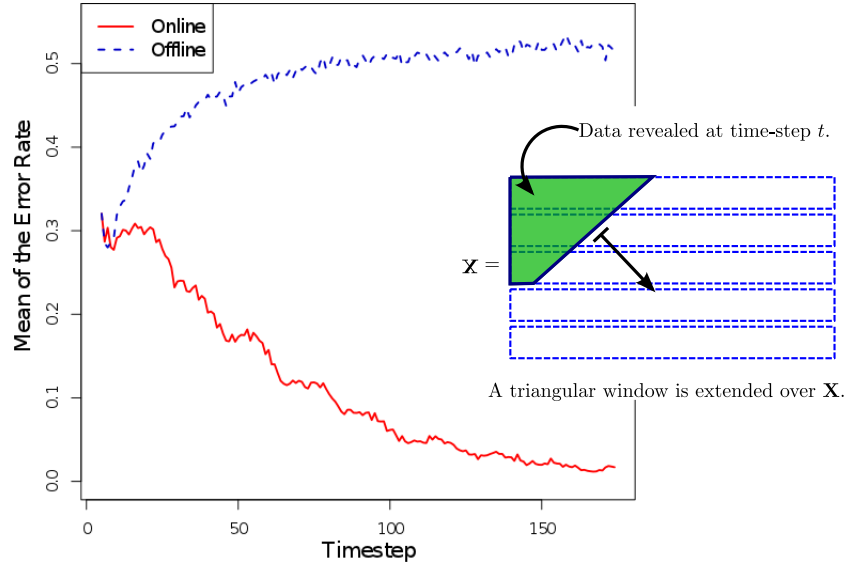 Online
Offline
Mean of the Error Rate
0.5
0.4
0.3
0.2
0.1
0.0
0
50
100
150
Timestep
Data revealed at time-step t.
X =
A triangular window is extended over X.